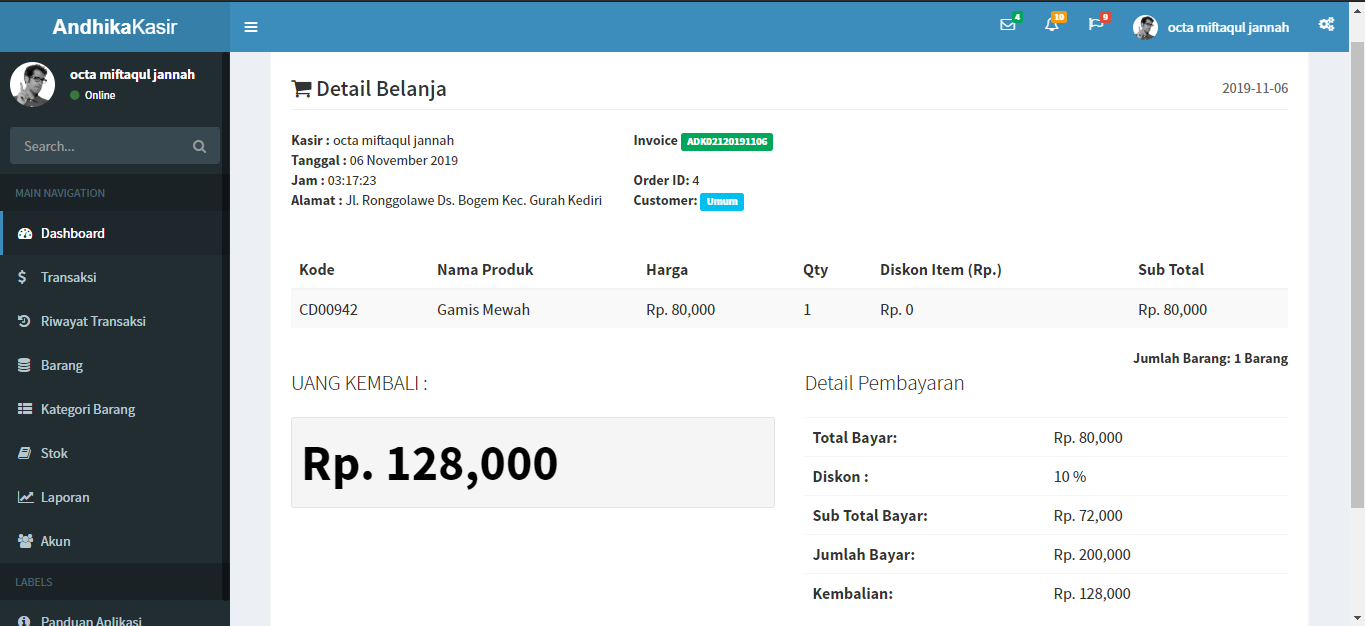 AndhikaKasir
4
10
9
octa miftaqul jannah
octa miftaqul jannah
Online
Search...
MAIN NAVIGATION
Dashboard
Transaksi
Riwayat Transaksi
Barang
Kategori Barang
Stok
Laporan
Akun
LABELS
Panduan Aplikasi
Detail Belanja
2019-11-06
Kasir : octa miftaqul jannah
Tanggal : 06 November 2019
Jam : 03:17:23
Alamat : Jl. Ronggolawe Ds. Bogem Kec. Gurah Kediri
Invoice ADK02120191106
Order ID: 4
Customer: Umum
Kode Nama Produk Harga Qty Diskon Item (Rp.) Sub Total
CD00942 Gamis Mewah Rp. 80,000 1 Rp. 0 Rp. 80,000
Jumlah Barang: 1 Barang
UANG KEMBALI :
Rp. 128,000
Detail Pembayaran
Total Bayar: Rp. 80,000
Diskon : 10 %
Sub Total Bayar: Rp. 72,000
Jumlah Bayar: Rp. 200,000
Kembalian: Rp. 128,000